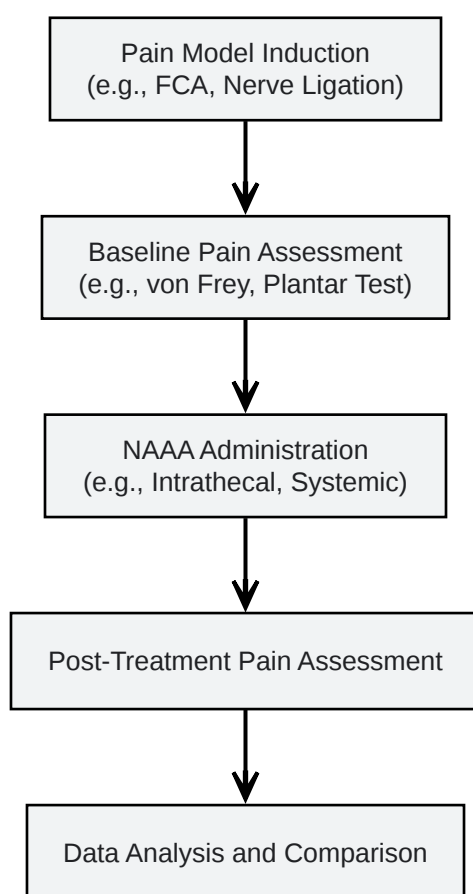 Pain Model Induction
(e.g., FCA, Nerve Ligation)
Baseline Pain Assessment
(e.g., von Frey, Plantar Test)
NAAA Administration
(e.g., Intrathecal, Systemic)
Post-Treatment Pain Assessment
Data Analysis and Comparison